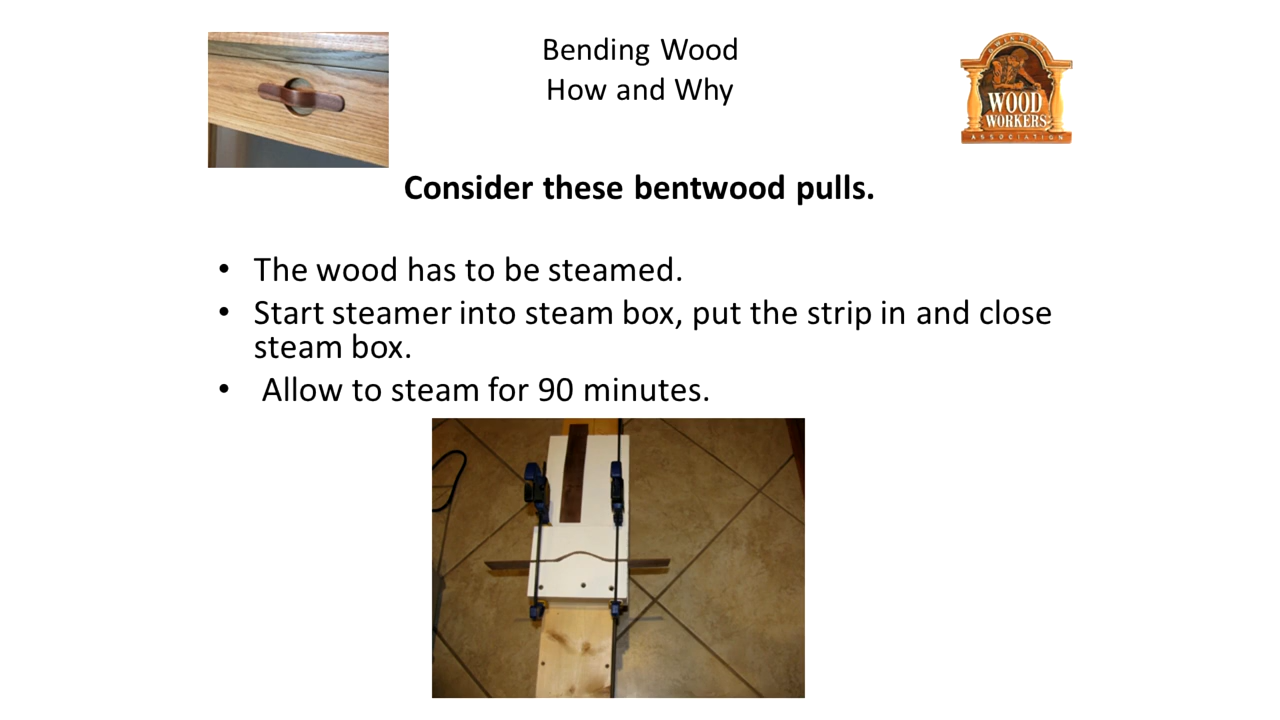 Bending Wood
How and Why
WOOD
WORKERS
ASSOCIATION
Consider these bentwood pulls.
• The wood has to be steamed.
• Start steamer into steam box, put the strip in and close
steam box.
• Allow to steam for 90 minutes.